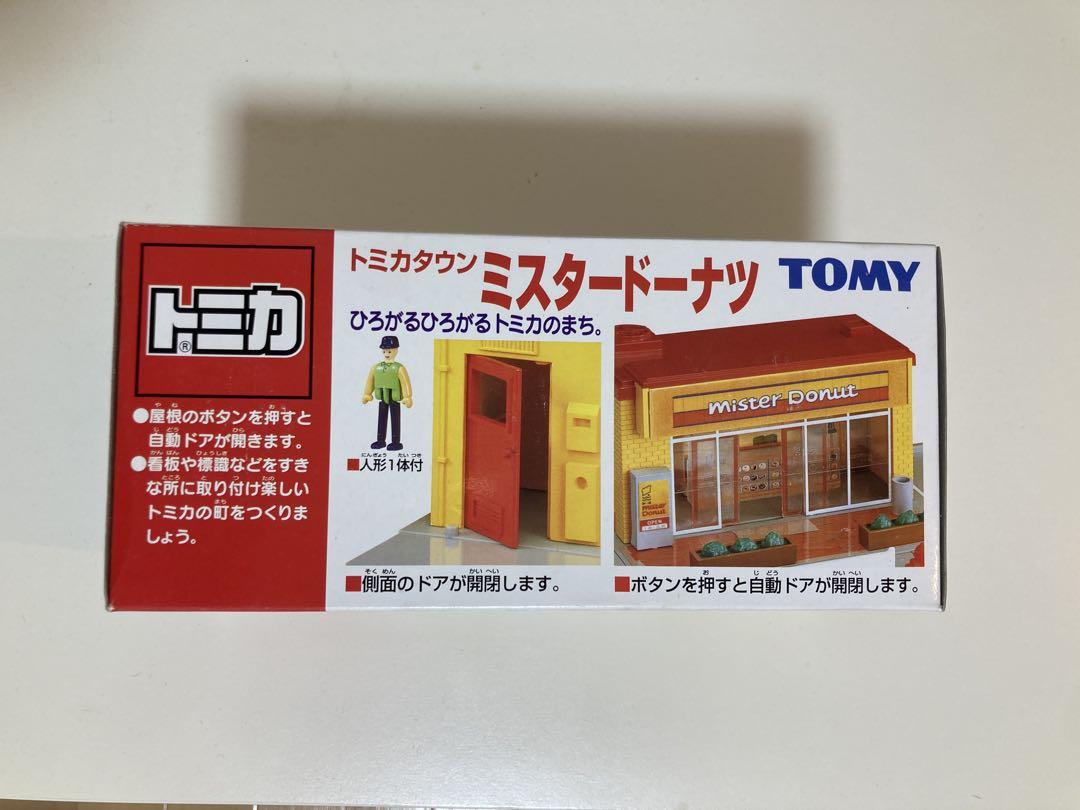 トミカ®
●屋根のボタンを押すと
自動ドアが開きます。
●看板や標識などをすき
な所に取り付け楽しい
トミカの町をつくりま
しょう。
トミカタウン ミスタードーナツ TOMY
ひろがるひろがるトミカのまち。
■人形1体付
■側面のドアが開閉します。
mister Donut
mister Donut
OPEN
■ボタンを押すと自動ドアが開閉します。